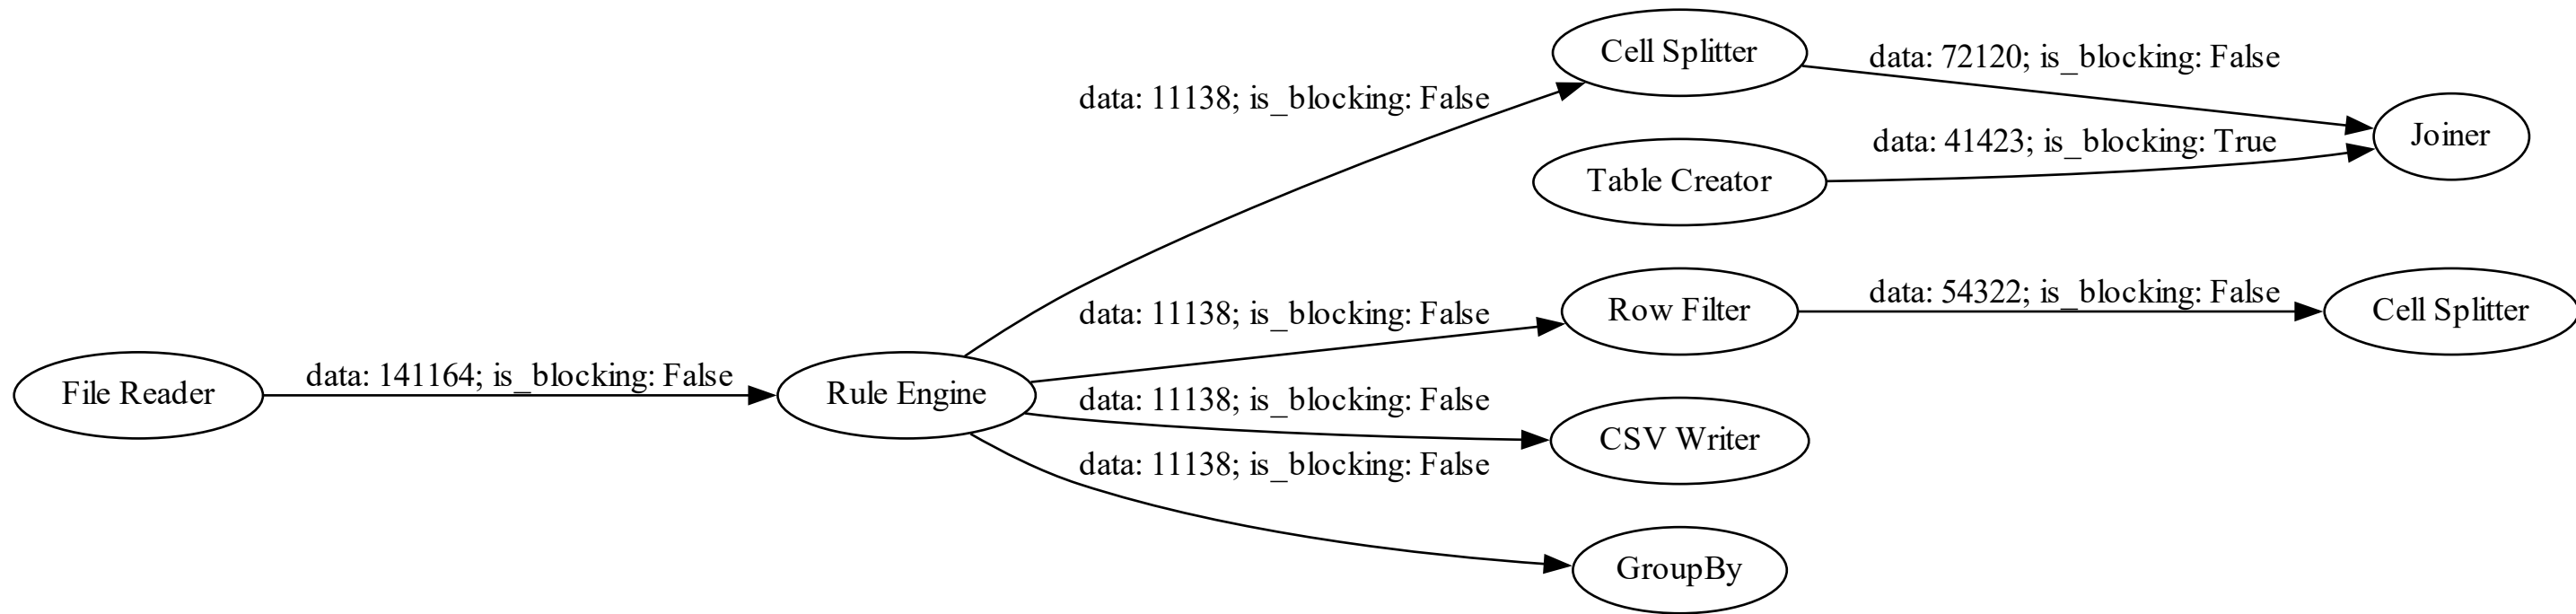 Cell Splitter
data: 72120; is_blocking: False
data: 11138; is_blocking: False
Joiner
data: 41423; is_blocking: True
Table Creator
data: 11138; is_blocking: False
Row Filter
data: 54322; is_blocking: False
Cell Splitter
File Reader
data: 141164; is_blocking: False
Rule Engine
data: 11138; is_blocking: False
CSV Writer
data: 11138; is_blocking: False
GroupBy